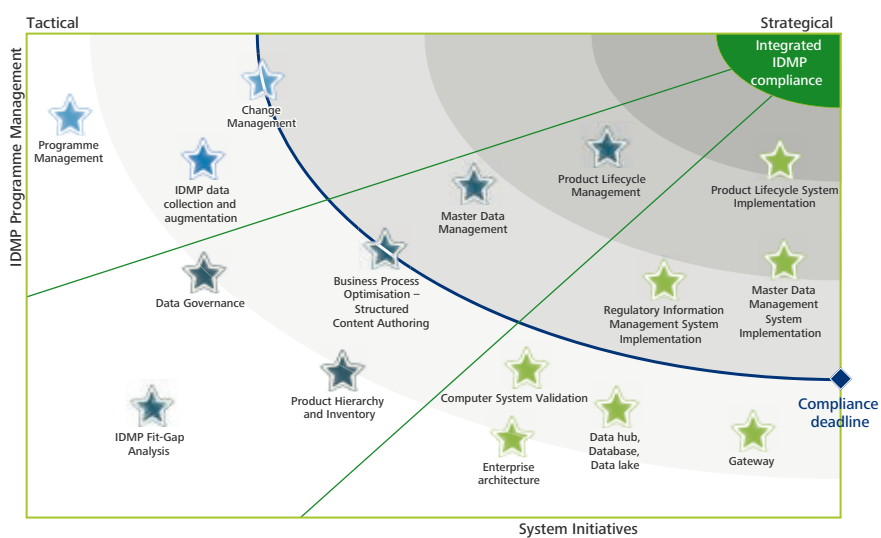 Tactical
Strategical
IDMP Programme Management
Integrated
IDMP
compliance
Change
Management
Programme
Management
IDMP data
collection and
augmentation
Product Lifecycle
Management
Product Lifecycle System
Implementation
Master Data
Management
Data Governance
Business Process
Optimisation –
Structured
Content Authoring
Regulatory Information
Management System
Implementation
Master Data
Management
System
Implementation
Product Hierarchy
and Inventory
Computer System Validation
Compliance
deadline
IDMP Fit-Gap
Analysis
Enterprise
architecture
Data hub,
Database,
Data lake
Gateway
System Initiatives